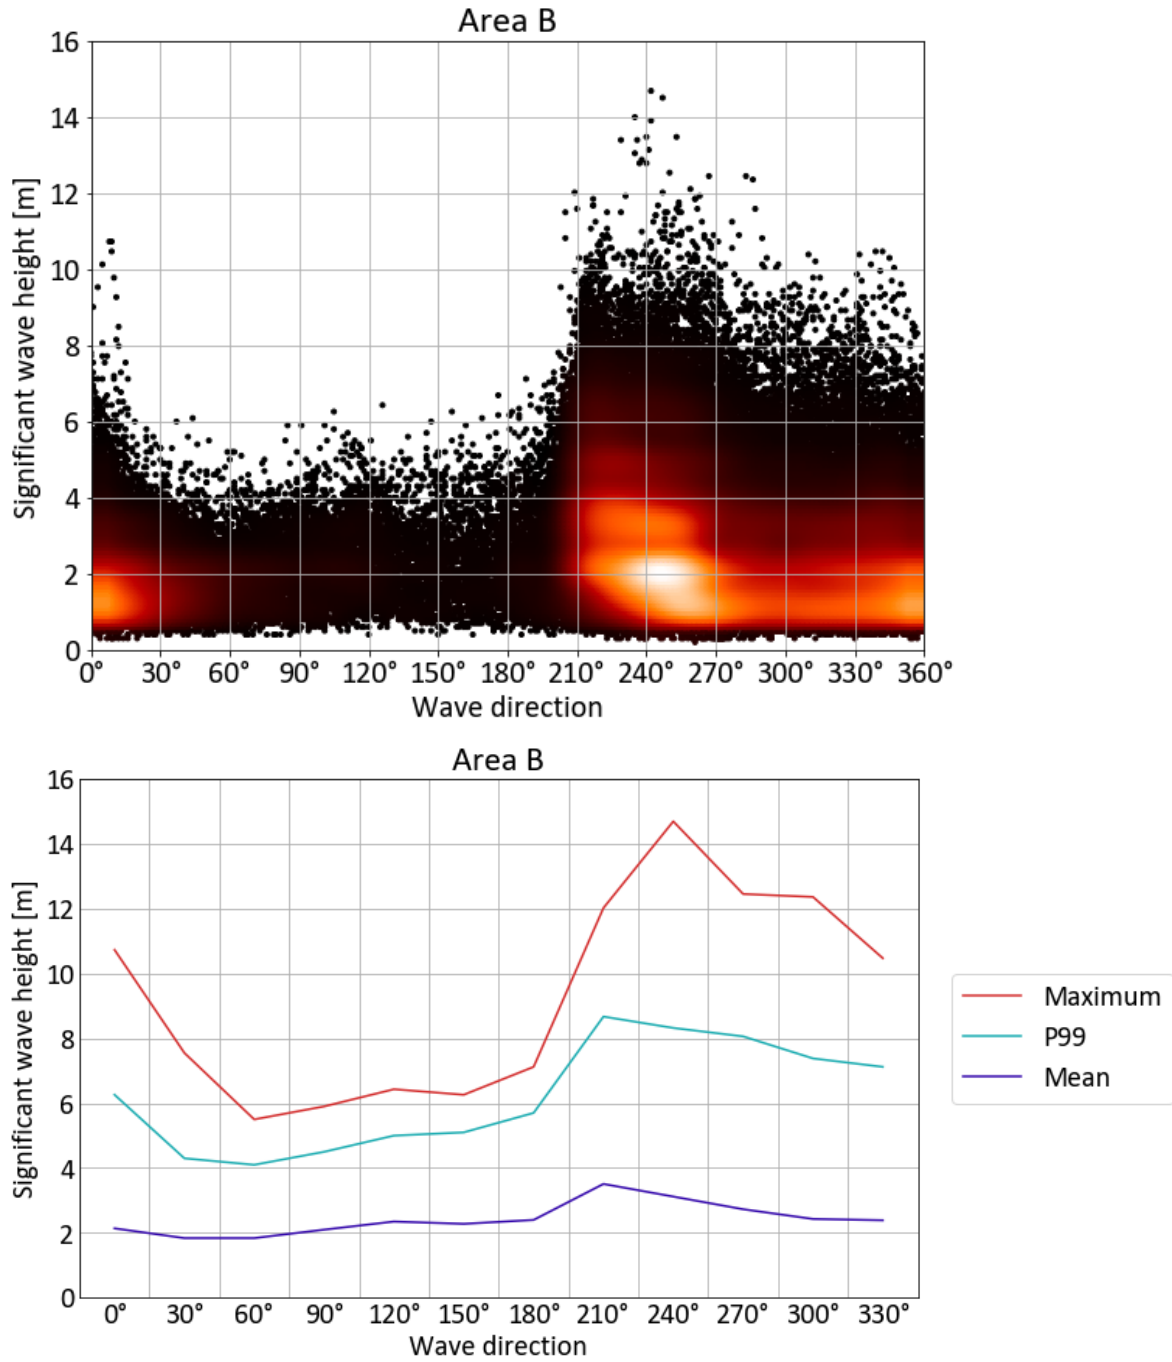 Area B
16
14
12
10
8
6
4
2
0
Significant wave height [m]
0° 30° 60° 90° 120° 150° 180° 210° 240° 270° 300° 330° 360°
Wave direction
Area B
16
14
12
10
8
6
4
2
0
Significant wave height [m]
0° 30° 60° 90° 120° 150° 180° 210° 240° 270° 300° 330°
Wave direction
Maximum
P99
Mean